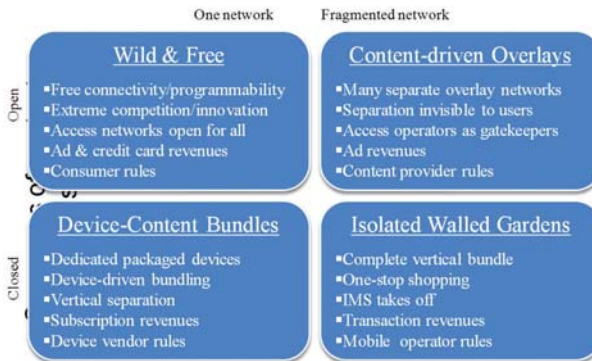 One network Fragmented network
Open
Wild & Free
▪Free connectivity/programmability
▪Extreme competition/innovation
▪Access networks open for all
▪Ad & credit card revenues
▪Consumer rules
Content-driven Overlays
▪Many separate overlay networks
▪Separation invisible to users
▪Access operators as gatekeepers
▪Ad revenues
▪Content provider rules
Closed
Device-Content Bundles
▪Dedicated packaged devices
▪Device-driven bundling
▪Vertical separation
▪Subscription revenues
▪Device vendor rules
Isolated Walled Gardens
▪Complete vertical bundle
▪One-stop shopping
▪IMS takes off
▪Transaction revenues
▪Mobile operator rules